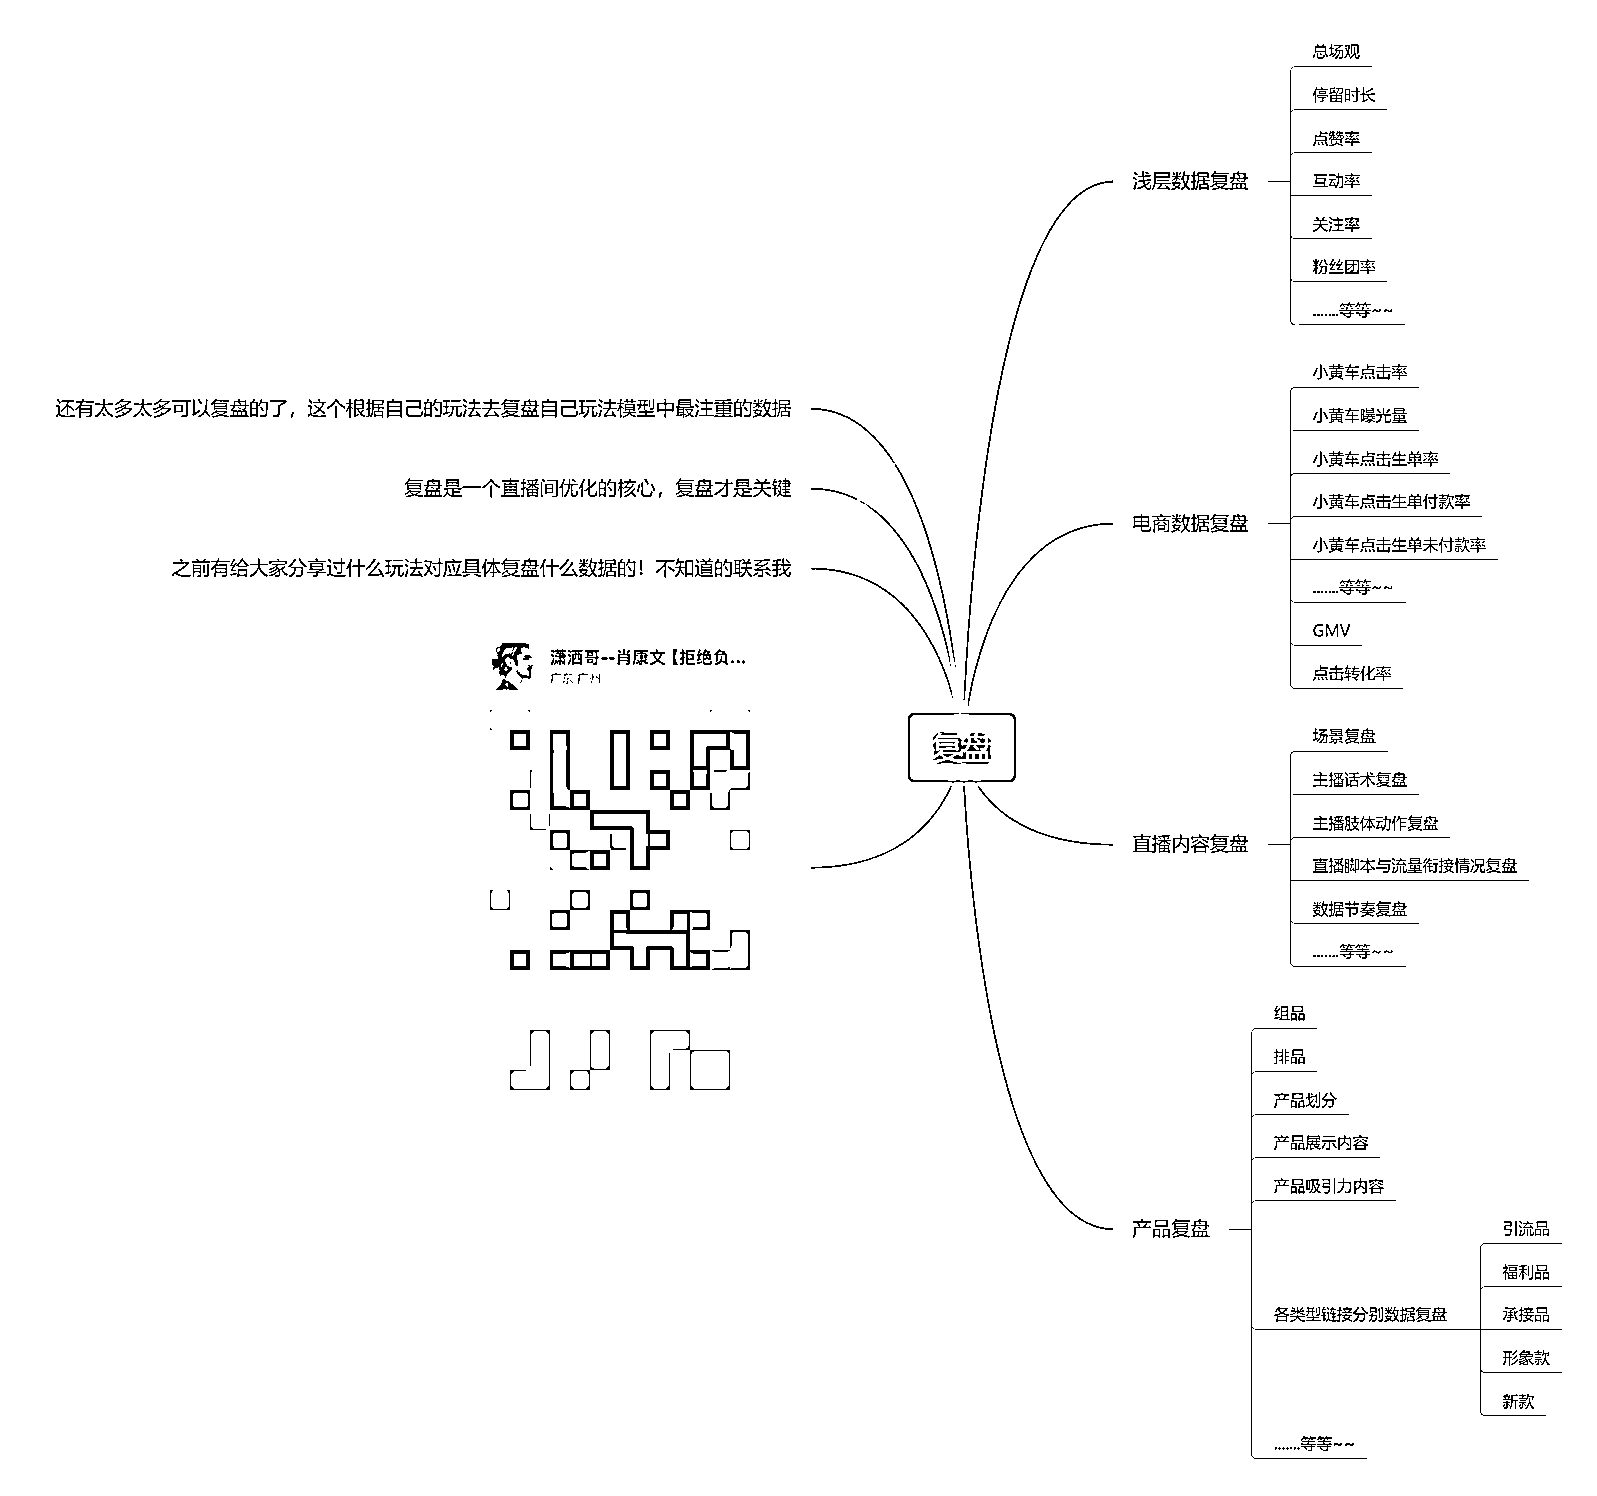 总场观
停留时长
点赞率
浅层数据复盘
互动率
关注率
粉丝团率
.......等等~~
小黄车点击率
还有太多太多可以复盘的了，这个根据自己的玩法去复盘自己玩法模型中最注重的数据
小黄车曝光量
小黄车点击生单率
复盘是一个直播间优化的核心，复盘才是关键
小黄车点击生单付款率
电商数据复盘
小黄车点击生单未付款率
之前有给大家分享过什么玩法对应具体复盘什么数据的！不知道的联系我
.......等等~~
GMV
潇洒哥--肖康文【拒绝负...
广东 广州
点击转化率
复盘
场景复盘
主播话术复盘
主播肢体动作复盘
直播内容复盘
直播脚本与流量衔接情况复盘
数据节奏复盘
.......等等~~
组品
排品
产品划分
产品展示内容
产品吸引力内容
产品复盘
引流品
福利品
各类型链接分别数据复盘
承接品
形象款
新款
.......等等~~